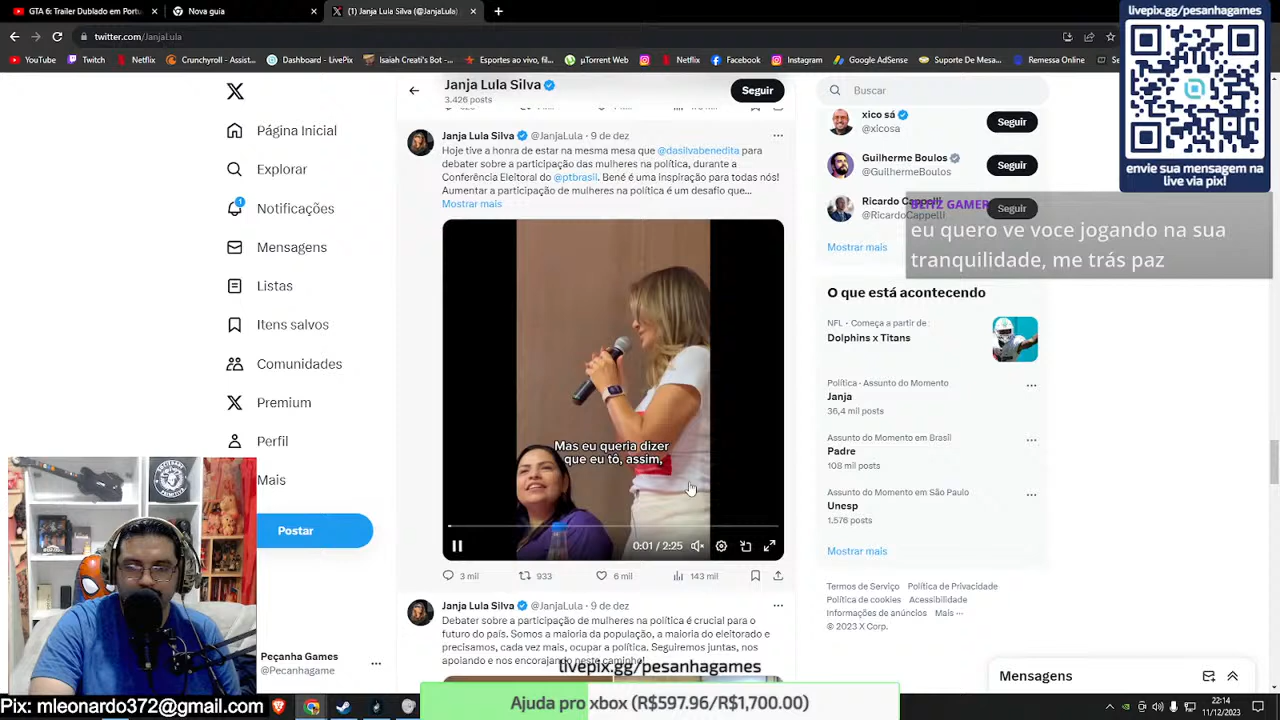 GTA 6: Trailer Dublado em Portu
Nova guia
(1) Janja Lula Silva (@JanjaLula)
twitter.com/JanjaLula
YouTube
Twitch
Netflix
Crunchyroll - Assist...
Isaiah Creati's Bot -...
Esporte ao vivo, fil...
µTorrent Web
Netflix
Facebook
Instagram
Google AdSense
Suporte De Mesa...
Remessa Online
livepix.gg/pesanhagames
envie sua mensagem na
live via pix!
Página Inicial
Explorar
1
Notificações
Mensagens
Listas
Itens salvos
Comunidades
Premium
Perfil
Mais
Postar
Peçanha Games
@Pecanhagame
Janja Lula Silva
3.426 posts
Seguir
Janja Lula Silva @JanjaLula · 9 de dez
Hoje tive a honra de estar na mesma mesa que @dasilvabenedita para
debater sobre a participação das mulheres na política, durante a
Conferência Eleitoral do @ptbrasil. Bené é uma inspiração para todas nós!
Aumentar a participação de mulheres na política é um desafio que...
Mostrar mais
Mas eu queria dizer
que eu tô, assim,
0:01 / 2:25
3 mil
933
6 mil
143 mil
Janja Lula Silva @JanjaLula · 9 de dez
Debater sobre a participação de mulheres na política é crucial para o
futuro do país. Somos a maioria da população, a maioria do eleitorado e
precisamos, cada vez mais, ocupar a política. Seguiremos juntas, nos
apoiando e nos encorajando neste caminho!
Buscar
xico sá
@xicosa
Seguir
Guilherme Boulos
@GuilhermeBoulos
Seguir
Ricardo Cappelli
@RicardoCappelli
Seguir
Mostrar mais
BLITZ GAMER
eu quero ve voce jogando na sua
tranquilidade, me trás paz
O que está acontecendo
NFL · Começa a partir de:
Dolphins x Titans
Política · Assunto do Momento
Janja
36,4 mil posts
Assunto do Momento em Brasil
Padre
108 mil posts
Assunto do Momento em São Paulo
Unesp
1.576 posts
Mostrar mais
Termos de Serviço Política de Privacidade
Política de cookies Acessibilidade
Informações de anúncios Mais ···
© 2023 X Corp.
Mensagens
livepix.gg/pesanhagames
Ajuda pro xbox (R$597.96/R$1,700.00)
Pix: mleonardo372@gmail.com
22:14
11/12/2023